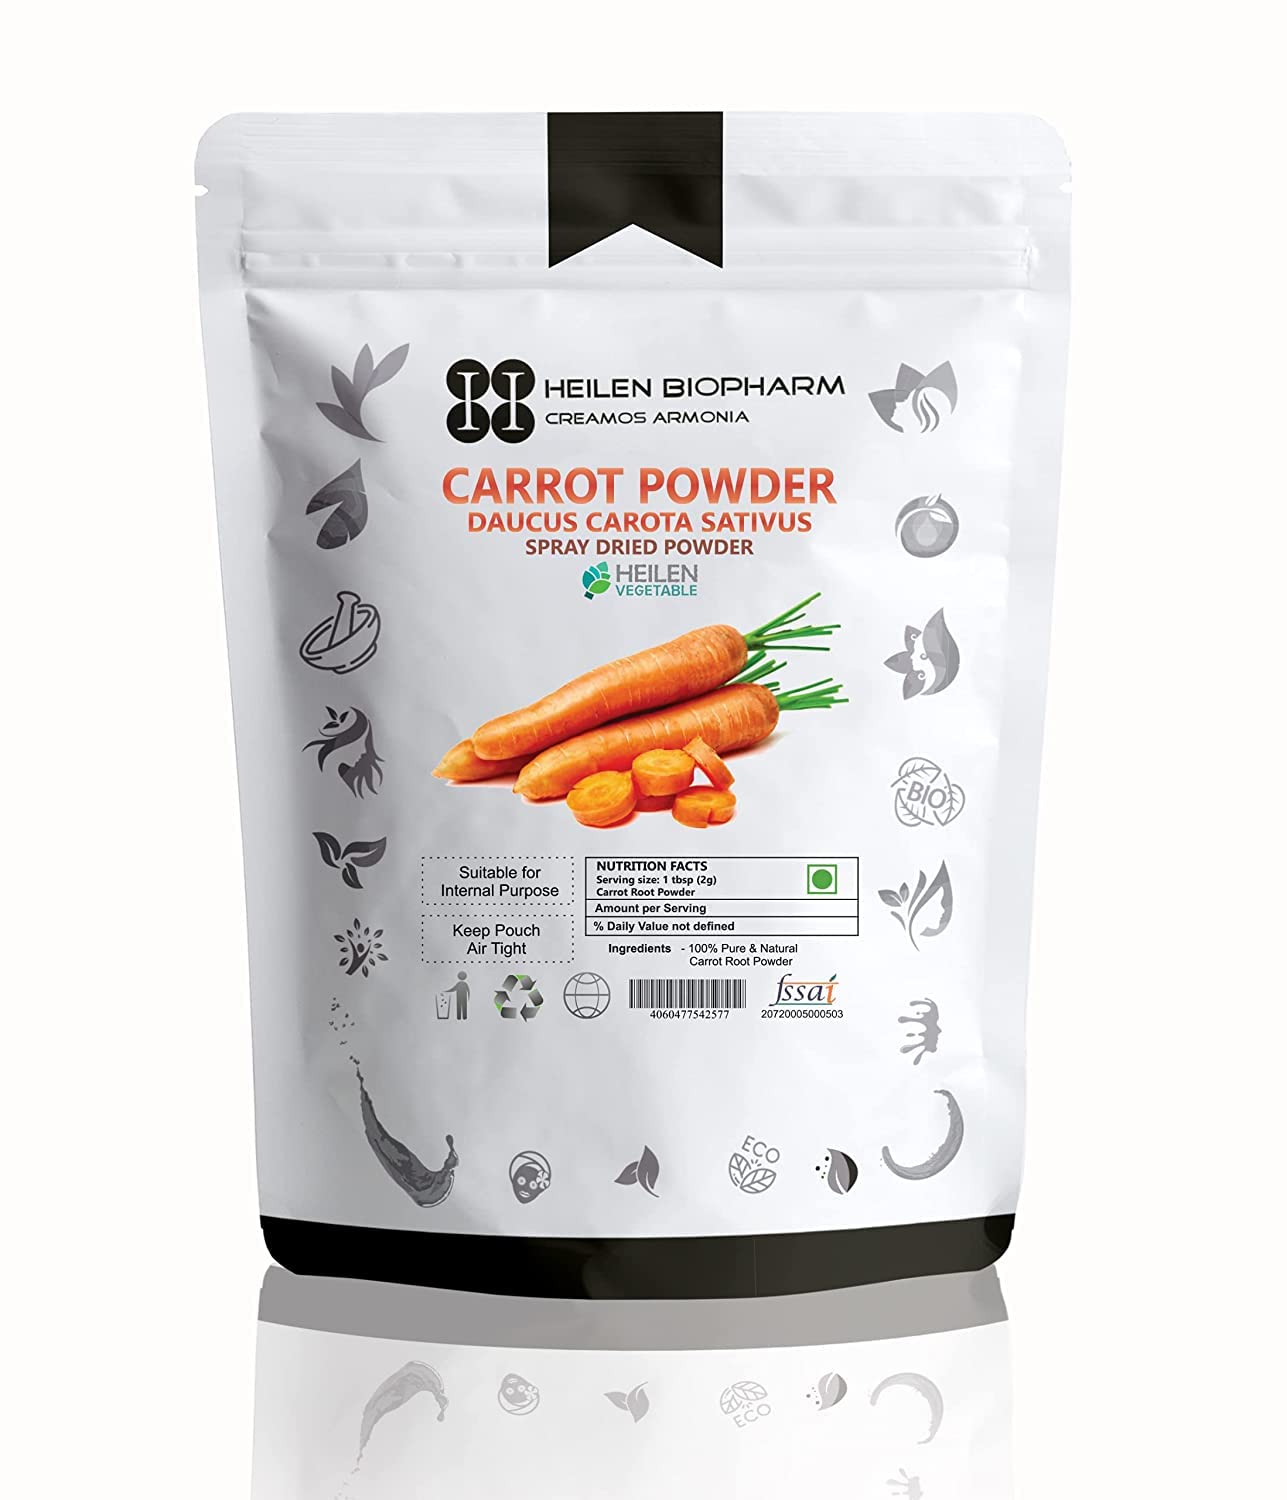 HEILEN BIOPHARM
CREAMOS ARMONIA
CARROT POWDER
DAUCUS CAROTA SATIVUS
SPRAY DRIED POWDER
HEILEN
VEGETABLE
BIO
Suitable for
Internal Purpose
Keep Pouch
Air Tight
NUTRITION FACTS
Serving size: 1 tbsp (2g)
Carrot Root Powder
Amount per Serving
% Daily Value not defined
Ingredients - 100% Pure & Natural
Carrot Root Powder
4060477542577
fssai
20720005000503
ECO
ECO